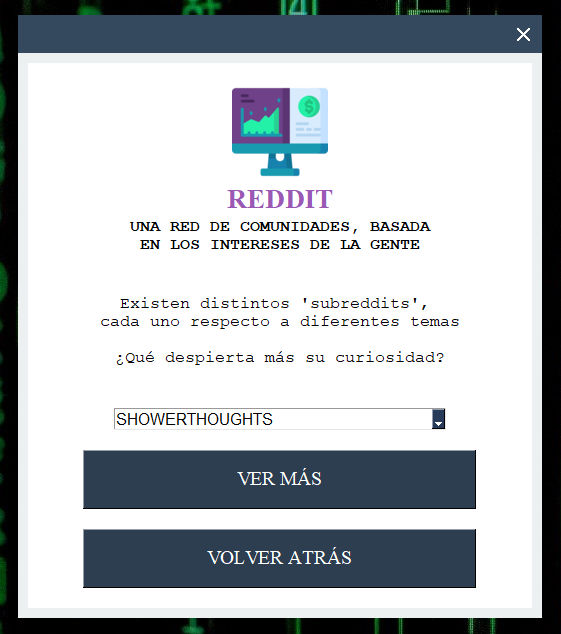 REDDIT
UNA RED DE COMUNIDADES, BASADA
EN LOS INTERESES DE LA GENTE
Existen distintos 'subreddits',
cada uno respecto a diferentes temas
¿Qué despierta más su curiosidad?
SHOWERTHOUGHTS
VER MÁS
VOLVER ATRÁS